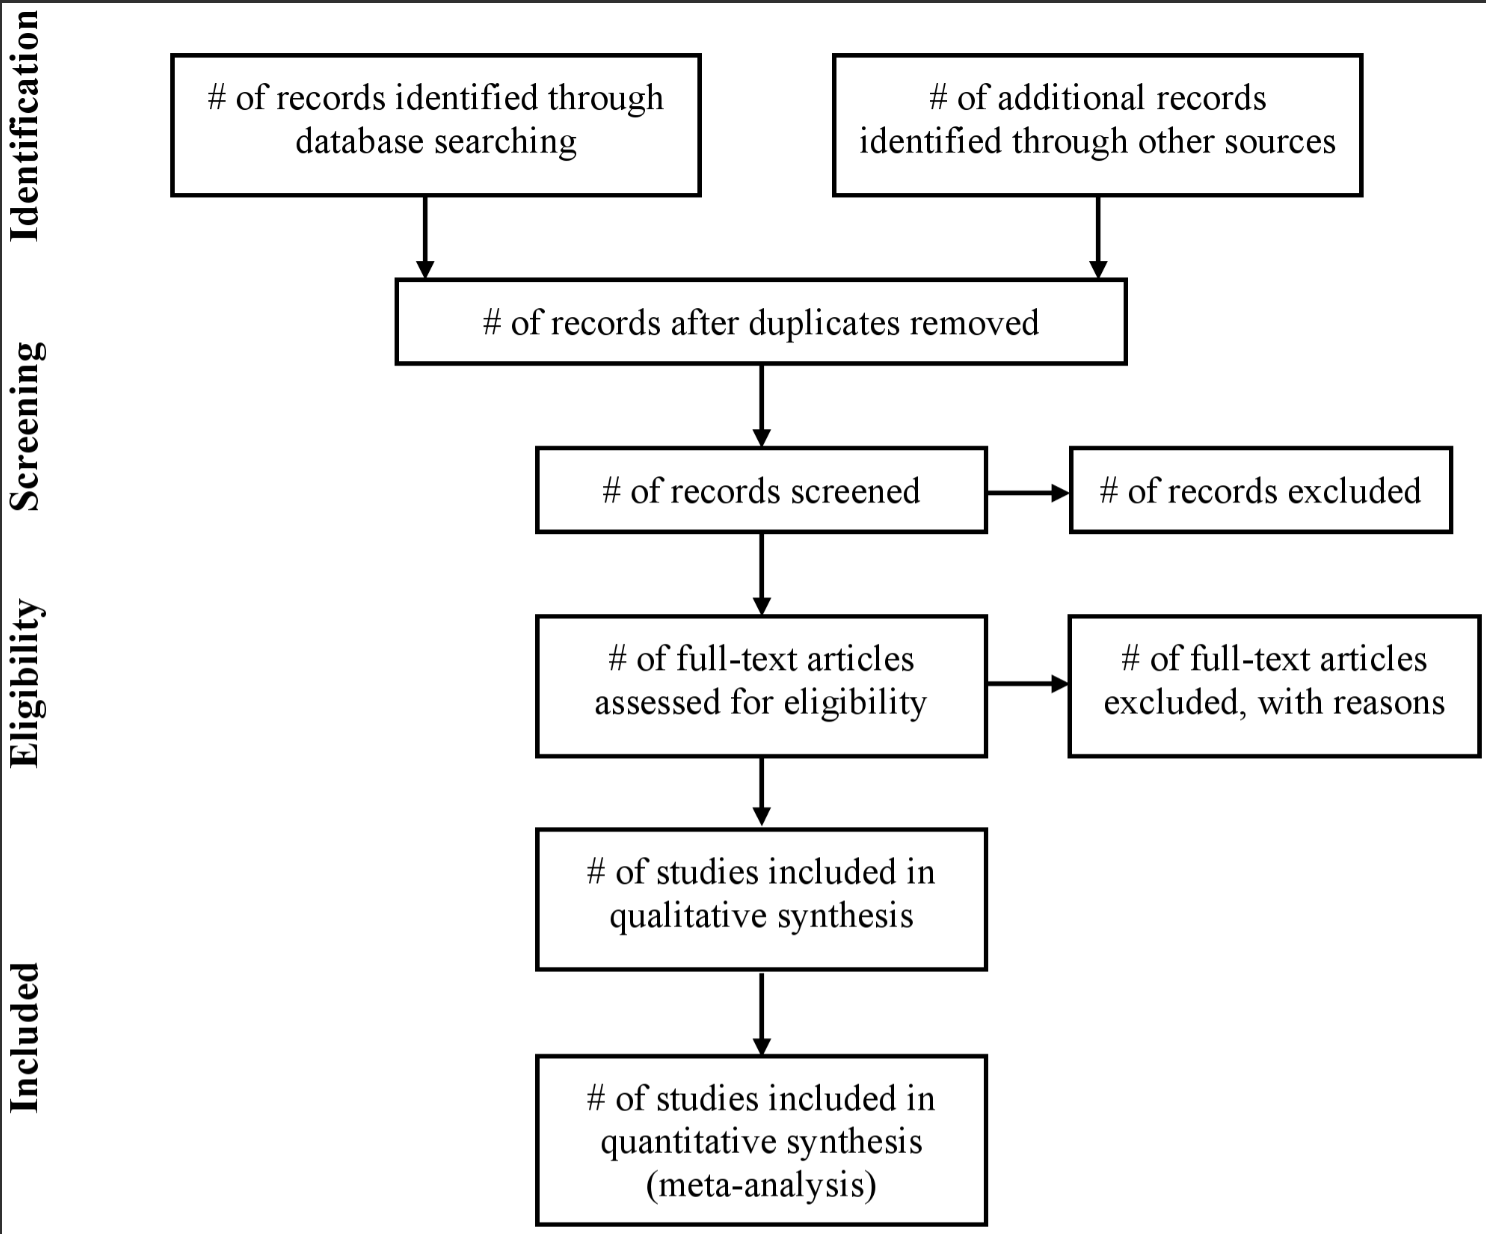 Identification
# of records identified through
database searching
# of additional records
identified through other sources
# of records after duplicates removed
Screening
# of records screened
# of records excluded
Eligibility
# of full-text articles
assessed for eligibility
# of full-text articles
excluded, with reasons
# of studies included in
qualitative synthesis
Included
# of studies included in
quantitative synthesis
(meta-analysis)